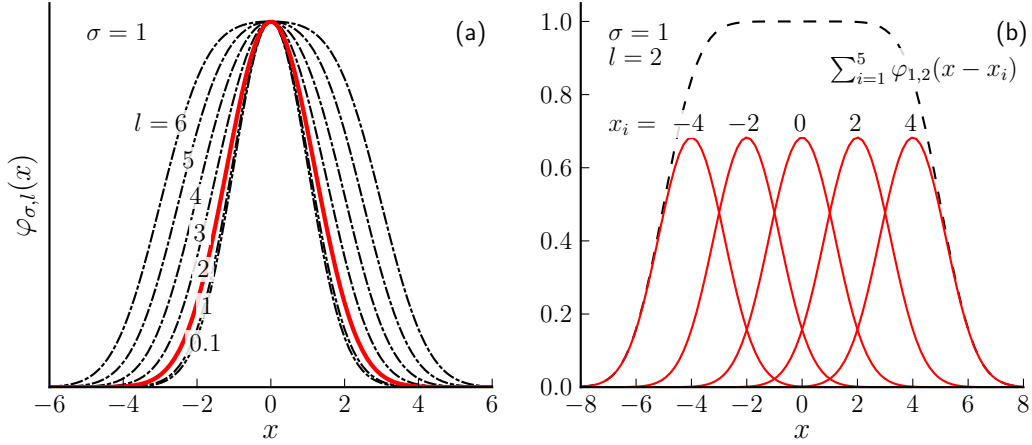 σ = 1
(a)
l = 6
5
4
3
2
1
0.1
φσ,l(x)
−6 −4 −2 0 2 4 6
x
σ = 1
l = 2
(b)
∑⁵ᵢ₌₁ φ₁,₂(x − xᵢ)
xᵢ = −4 −2 0 2 4
1.0
0.8
0.6
0.4
0.2
0.0
−8 −6 −4 −2 0 2 4 6 8
x